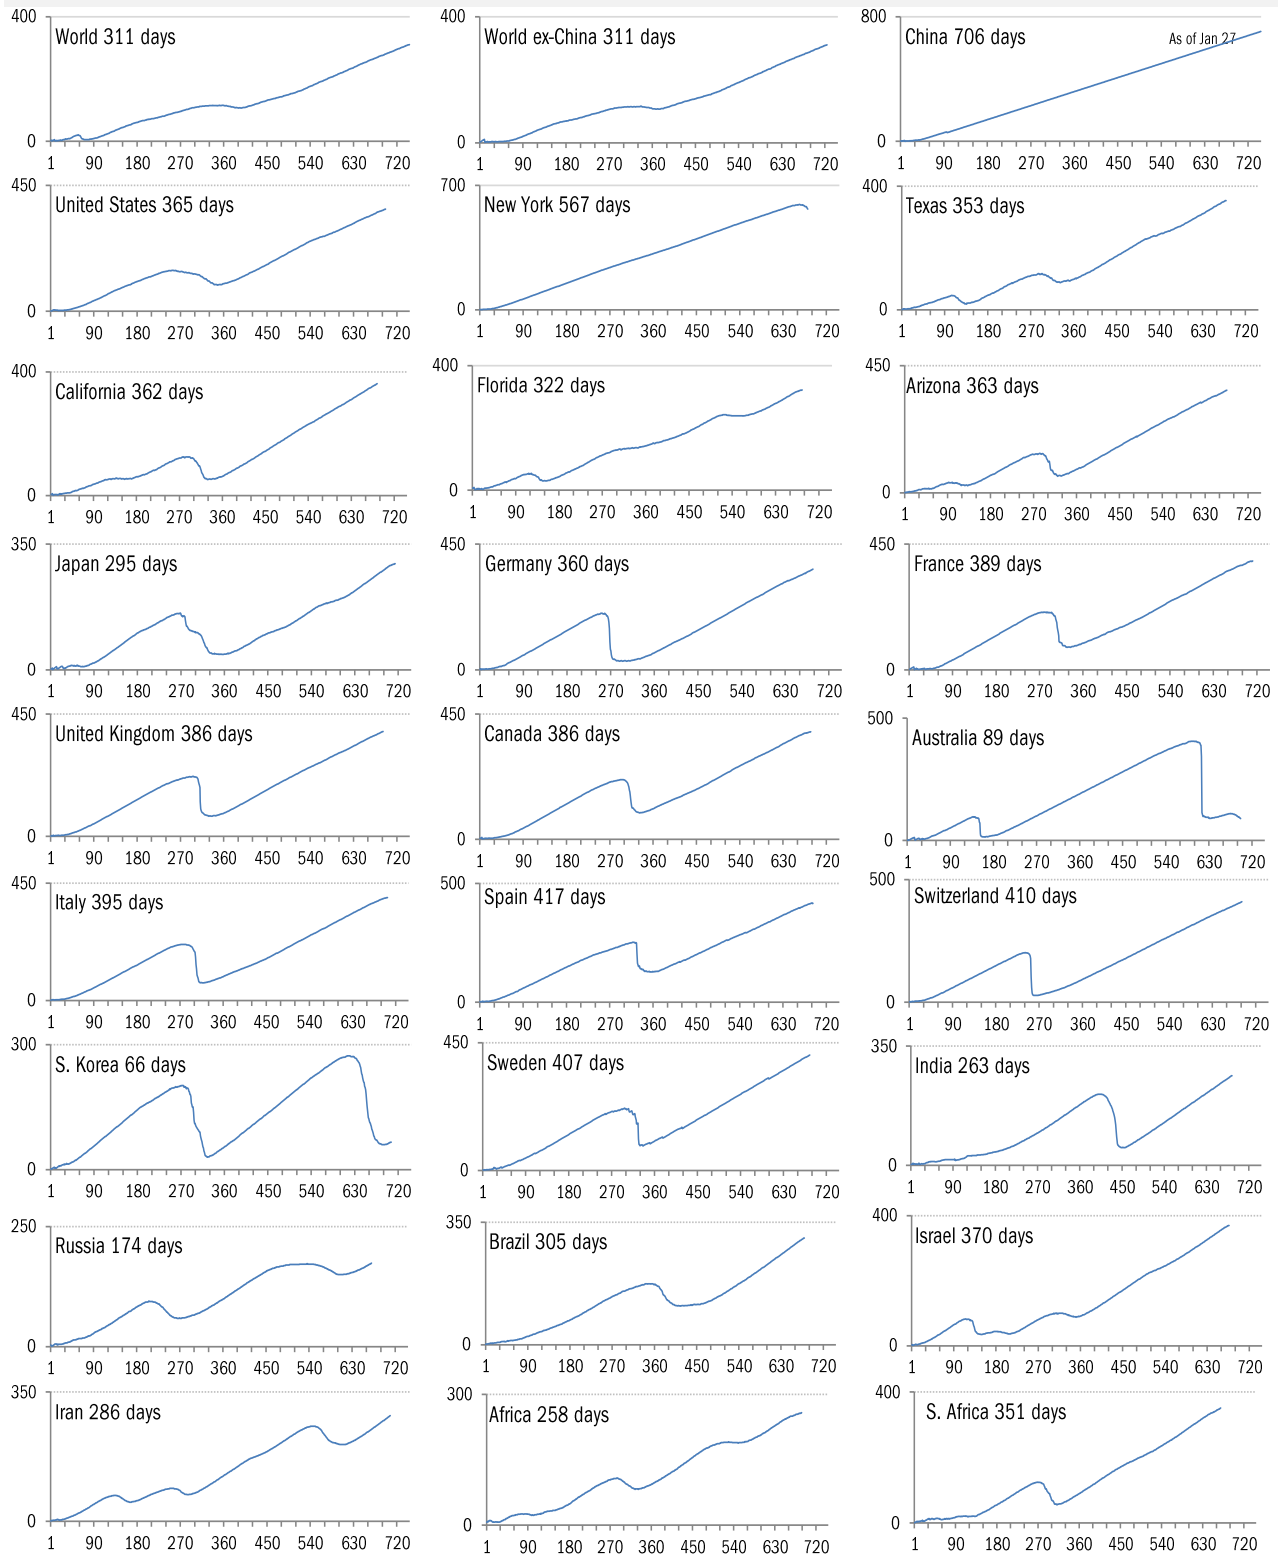 400
World 311 days
0
1 90 180 270 360 450 540 630 720
400
World ex-China 311 days
0
1 90 180 270 360 450 540 630 720
800
China 706 days
As of Jan 27
0
1 90 180 270 360 450 540 630 720
450
United States 365 days
0
1 90 180 270 360 450 540 630 720
700
New York 567 days
0
1 90 180 270 360 450 540 630 720
400
Texas 353 days
0
1 90 180 270 360 450 540 630 720
400
California 362 days
0
1 90 180 270 360 450 540 630 720
400
Florida 322 days
0
1 90 180 270 360 450 540 630 720
450
Arizona 363 days
0
1 90 180 270 360 450 540 630 720
350
Japan 295 days
0
1 90 180 270 360 450 540 630 720
450
Germany 360 days
0
1 90 180 270 360 450 540 630 720
450
France 389 days
0
1 90 180 270 360 450 540 630 720
450
United Kingdom 386 days
0
1 90 180 270 360 450 540 630 720
450
Canada 386 days
0
1 90 180 270 360 450 540 630 720
500
Australia 89 days
0
1 90 180 270 360 450 540 630 720
450
Italy 395 days
0
1 90 180 270 360 450 540 630 720
500
Spain 417 days
0
1 90 180 270 360 450 540 630 720
500
Switzerland 410 days
0
1 90 180 270 360 450 540 630 720
300
S. Korea 66 days
0
1 90 180 270 360 450 540 630 720
450
Sweden 407 days
0
1 90 180 270 360 450 540 630 720
350
India 263 days
0
1 90 180 270 360 450 540 630 720
250
Russia 174 days
0
1 90 180 270 360 450 540 630 720
350
Brazil 305 days
0
1 90 180 270 360 450 540 630 720
400
Israel 370 days
0
1 90 180 270 360 450 540 630 720
350
Iran 286 days
0
1 90 180 270 360 450 540 630 720
300
Africa 258 days
0
1 90 180 270 360 450 540 630 720
400
S. Africa 351 days
0
1 90 180 270 360 450 540 630 720